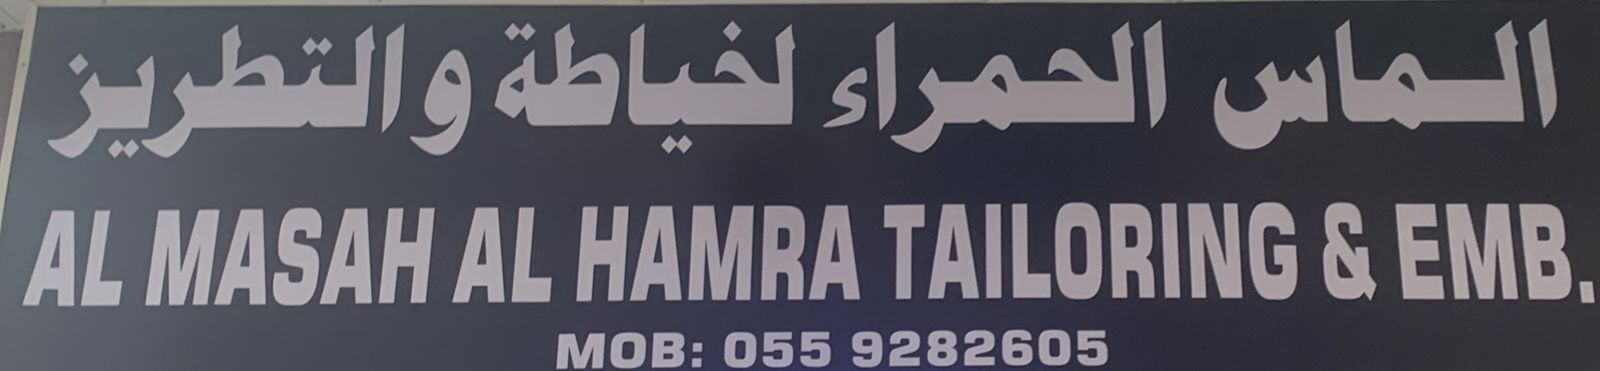 الماس الحمراء لخياطة والتطريز
AL MASAH AL HAMRA TAILORING & EMB.
MOB: 055 9282605